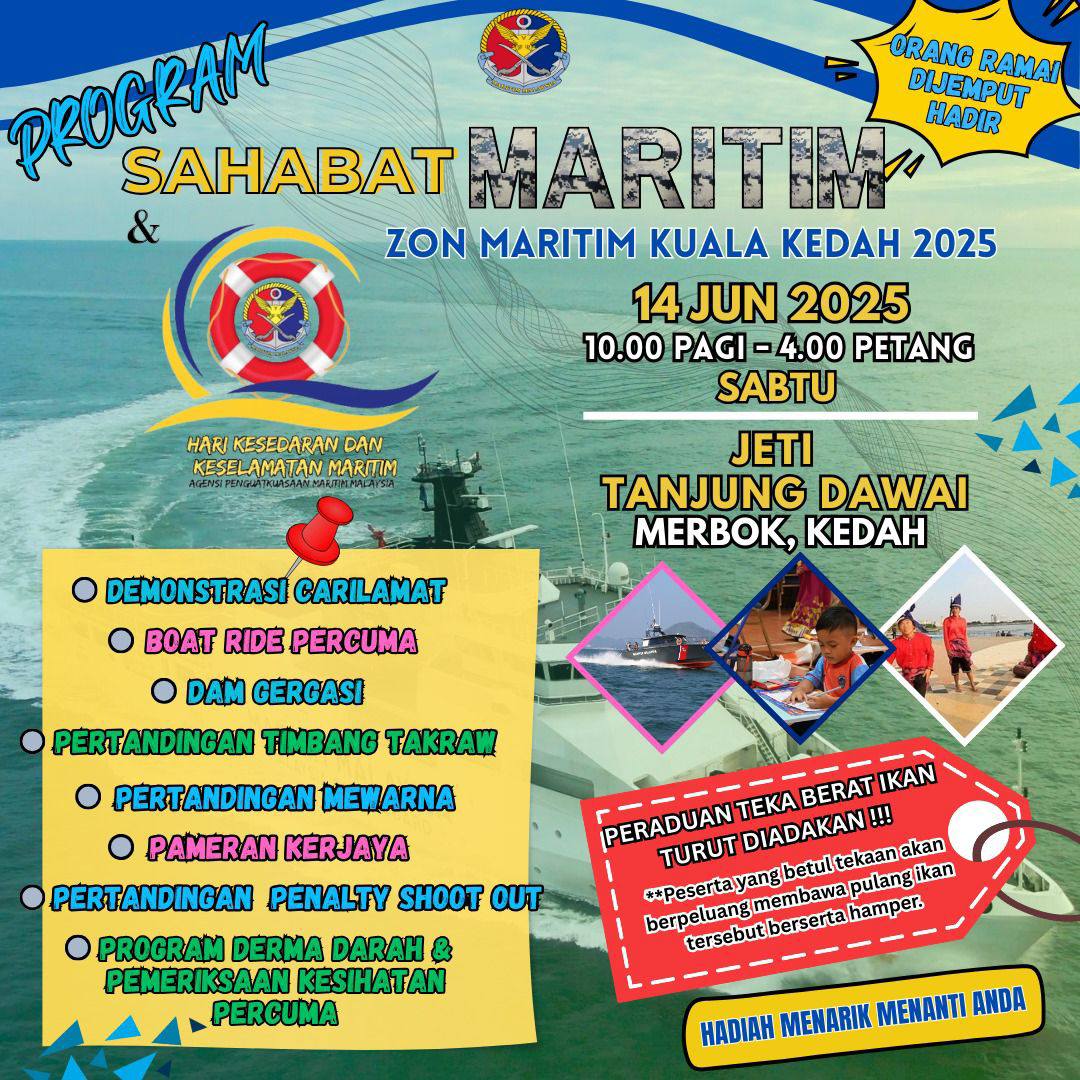 PROGRAM
SAHABAT MARITIM
&
ZON MARITIM KUALA KEDAH 2025
ORANG RAMAI
DIJEMPUT
HADIR
MARITIM MALAYSIA
14 JUN 2025
10.00 PAGI - 4.00 PETANG
SABTU
JETI
TANJUNG DAWAI
MERBOK, KEDAH
HARI KESEDARAN DAN
KESELAMATAN MARITIM
AGENSI PENGUATKUASAAN MARITIM MALAYSIA
DEMONSTRASI CARILAMAT
BOAT RIDE PERCUMA
DAM GERGASI
PERTANDINGAN TIMBANG TAKRAW
PERTANDINGAN MEWARNA
PAMERAN KERJAYA
PERTANDINGAN PENALTY SHOOT OUT
PROGRAM DERMA DARAH &
PEMERIKSAAN KESIHATAN
PERCUMA
PERADUAN TEKA BERAT IKAN
TURUT DIADAKAN !!!
**Peserta yang betul tekaan akan
berpeluang membawa pulang ikan
tersebut berserta hamper.
HADIAH MENARIK MENANTI ANDA